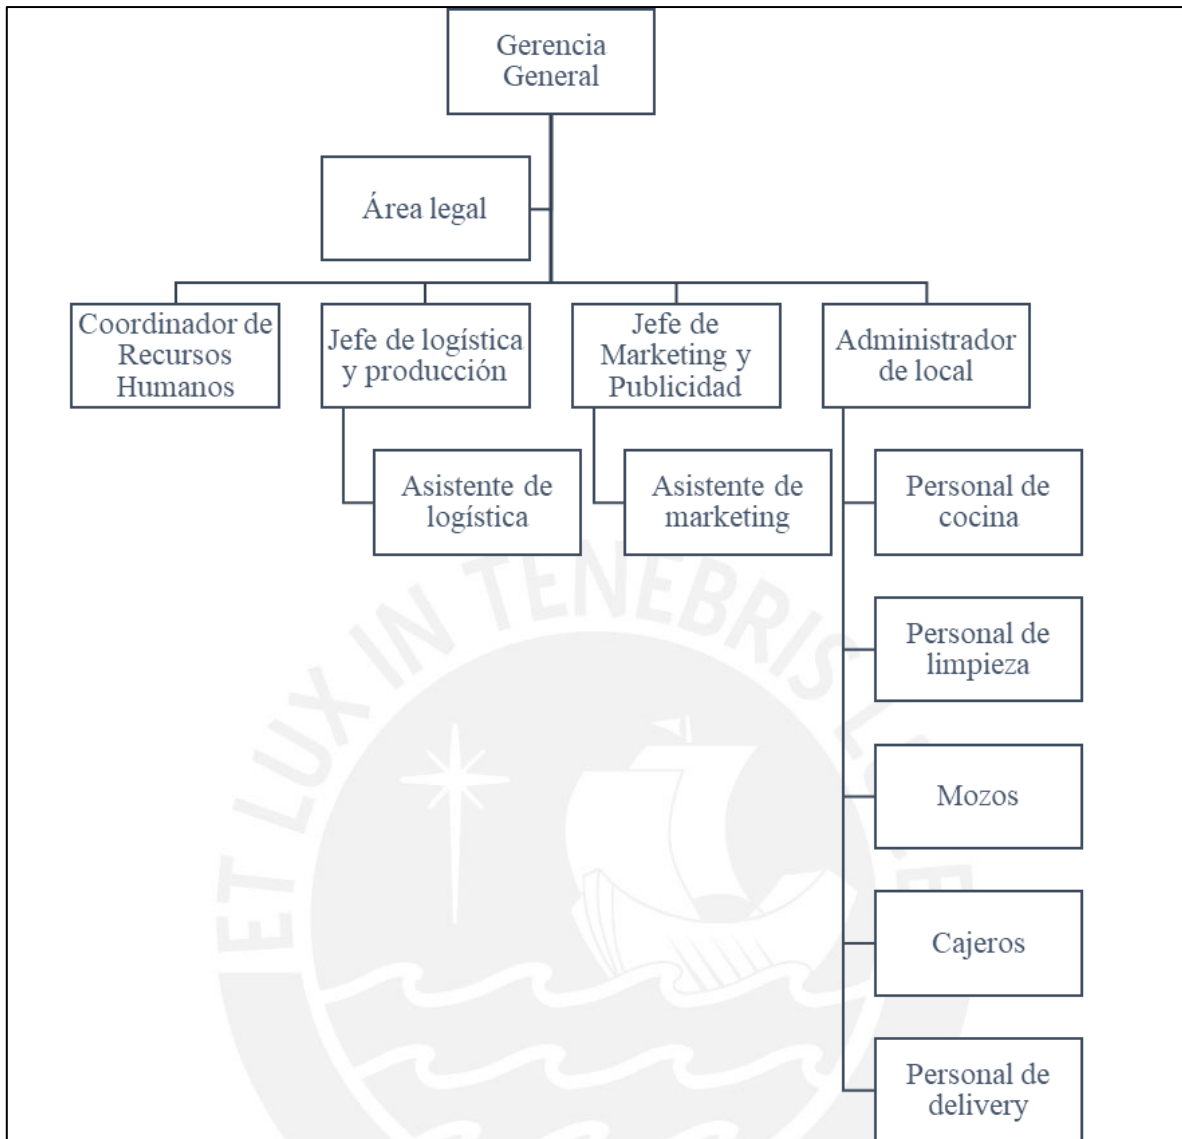 Gerencia
General
Área legal
Coordinador de
Recursos
Humanos
Jefe de logística
y producción
Jefe de
Marketing y
Publicidad
Administrador
de local
Asistente de
logística
Asistente de
marketing
Personal de
cocina
Personal de
limpieza
Mozos
Cajeros
Personal de
delivery
ET LUX IN TENEBRIS